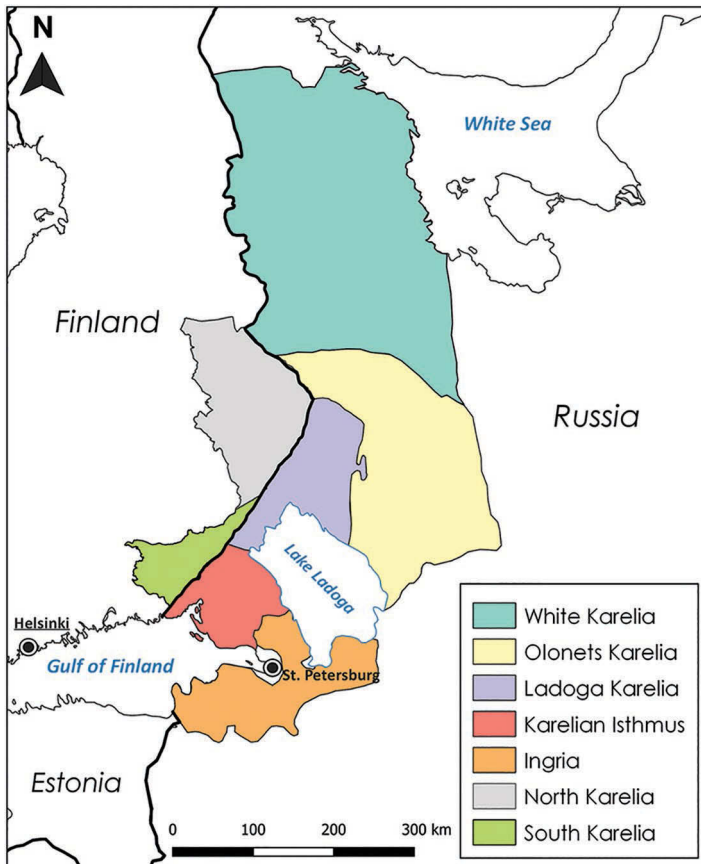 N
White Sea
Finland
Russia
Lake Ladoga
Helsinki
Gulf of Finland
St. Petersburg
Estonia
White Karelia
Olonets Karelia
Ladoga Karelia
Karelian Isthmus
Ingria
North Karelia
South Karelia
0 100 200 300 km